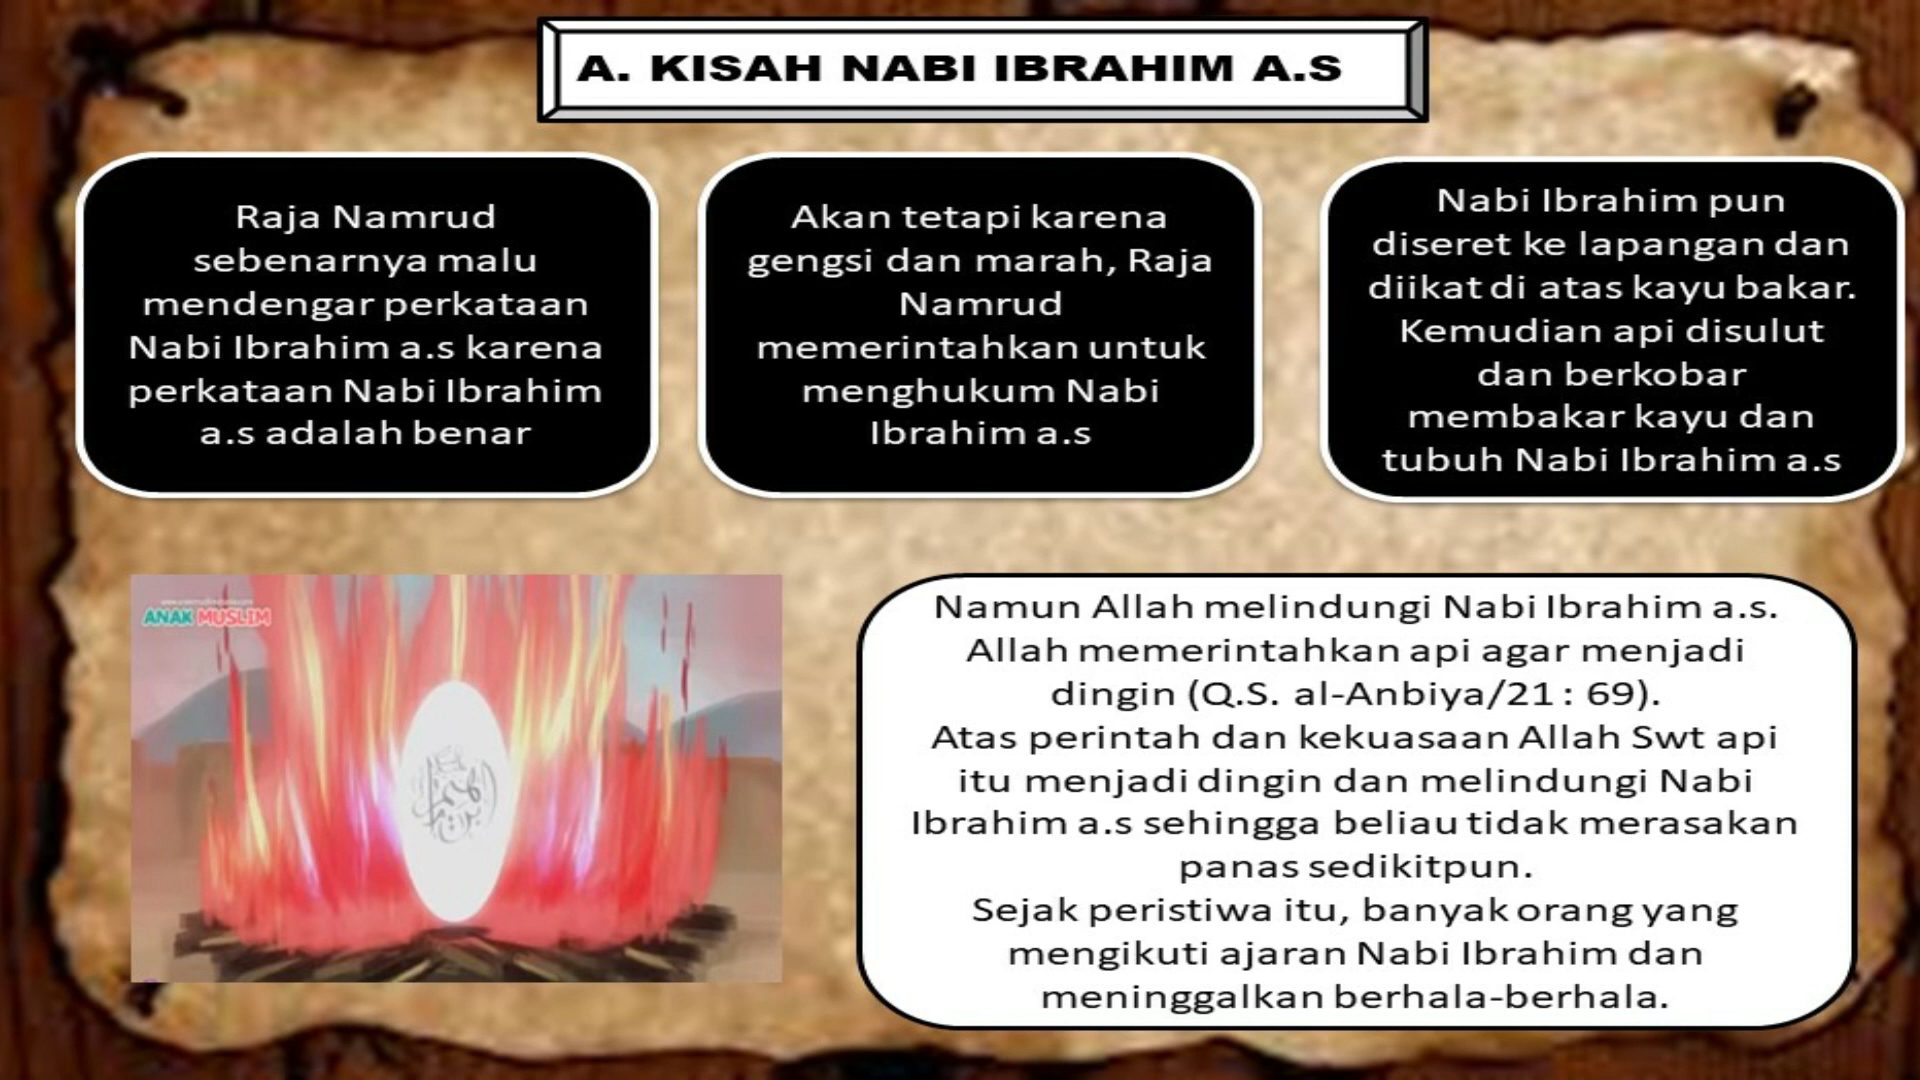 A. KISAH NABI IBRAHIM A.S
Raja Namrud
sebenarnya malu
mendengar perkataan
Nabi Ibrahim a.s karena
perkataan Nabi Ibrahim
a.s adalah benar
Akan tetapi karena
gengsi dan marah, Raja
Namrud
memerintahkan untuk
menghukum Nabi
Ibrahim a.s
Nabi Ibrahim pun
diseret ke lapangan dan
diikat di atas kayu bakar.
Kemudian api disulut
dan berkobar
membakar kayu dan
tubuh Nabi Ibrahim a.s
ANAK MUSLIM
Namun Allah melindungi Nabi Ibrahim a.s.
Allah memerintahkan api agar menjadi
dingin (Q.S. al-Anbiya/21 : 69).
Atas perintah dan kekuasaan Allah Swt api
itu menjadi dingin dan melindungi Nabi
Ibrahim a.s sehingga beliau tidak merasakan
panas sedikitpun.
Sejak peristiwa itu, banyak orang yang
mengikuti ajaran Nabi Ibrahim dan
meninggalkan berhala-berhala.